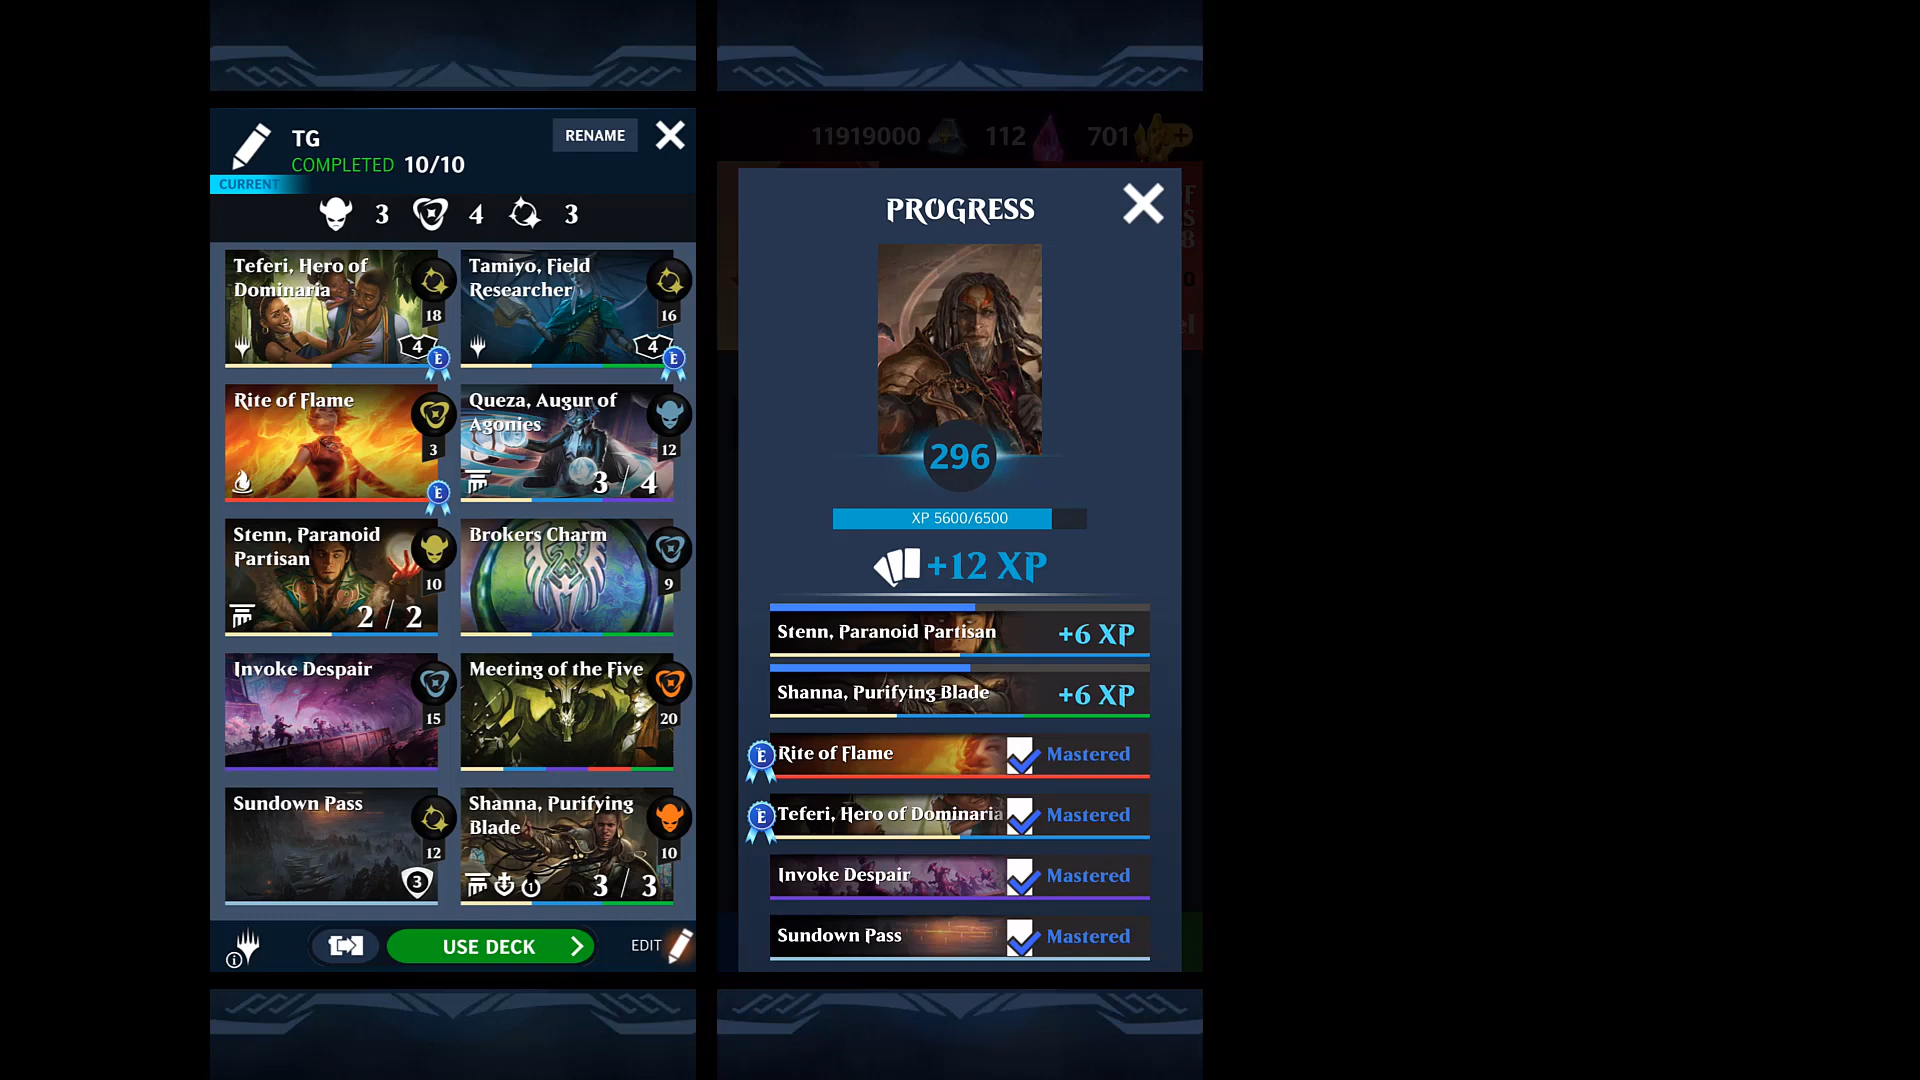 TG
RENAME
COMPLETED 10/10
CURRENT
3 4 3
Teferi, Hero of
Dominaria
18
4
E
Tamiyo, Field
Researcher
16
4
E
Rite of Flame
3
E
Queza, Augur of
Agonies
12
3 / 4
Stenn, Paranoid
Partisan
10
2 / 2
Brokers Charm
9
Invoke Despair
15
Meeting of the Five
20
Sundown Pass
12
3
Shanna, Purifying
Blade
10
1
3 / 3
USE DECK
EDIT
11919000 112 701
PROGRESS
296
XP 5600/6500
+12 XP
Stenn, Paranoid Partisan +6 XP
Shanna, Purifying Blade +6 XP
E Rite of Flame Mastered
E Teferi, Hero of Dominaria Mastered
Invoke Despair Mastered
Sundown Pass Mastered